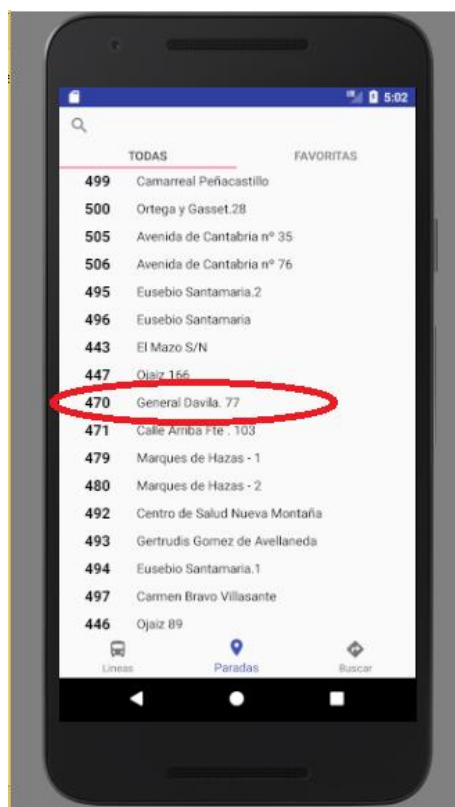 5:02
TODAS FAVORITAS
499 Camarreal Peñacastillo
500 Ortega y Gasset.28
505 Avenida de Cantabria nº 35
506 Avenida de Cantabria nº 76
495 Eusebio Santamaria.2
496 Eusebio Santamaria
443 El Mazo S/N
447 Ojaiz 166
470 General Davila. 77
471 Calle Arriba Fte . 103
479 Marques de Hazas - 1
480 Marques de Hazas - 2
492 Centro de Salud Nueva Montaña
493 Gertrudis Gomez de Avellaneda
494 Eusebio Santamaria.1
497 Carmen Bravo Villasante
446 Ojaiz 89
Lineas Paradas Buscar